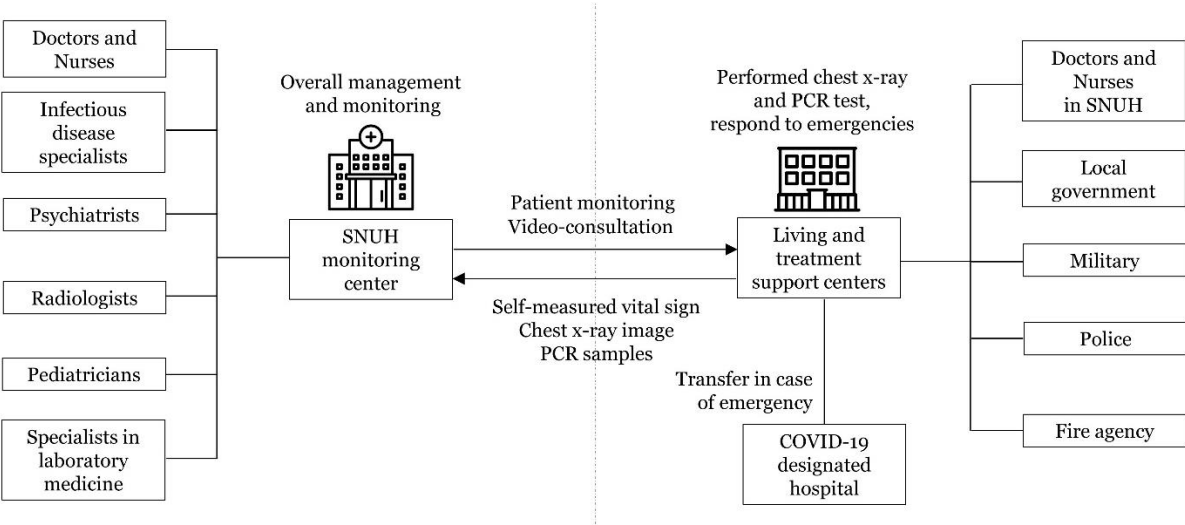 Doctors and
Nurses
Infectious
disease
specialists
Psychiatrists
Radiologists
Pediatricians
Specialists in
laboratory
medicine
Overall management
and monitoring
SNUH
monitoring
center
Patient monitoring
Video-consultation
Self-measured vital sign
Chest x-ray image
PCR samples
Performed chest x-ray
and PCR test,
respond to emergencies
Living and
treatment
support centers
Transfer in case
of emergency
COVID-19
designated
hospital
Doctors and
Nurses
in SNUH
Local
government
Military
Police
Fire agency